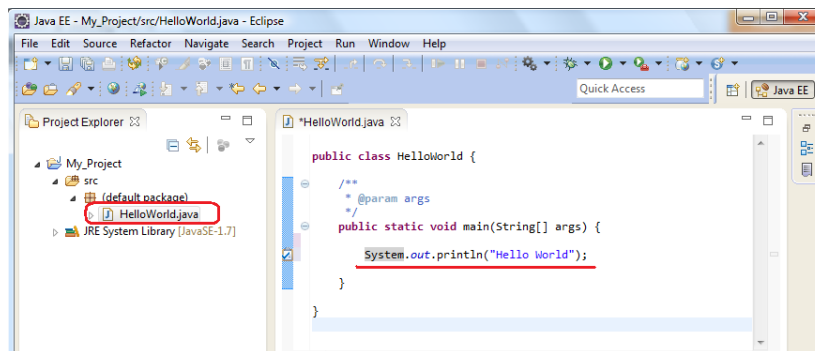 Java EE - My_Project/src/HelloWorld.java - Eclipse
File Edit Source Refactor Navigate Search Project Run Window Help
Quick Access
Java EE
Project Explorer
My_Project
src
(default package)
HelloWorld.java
JRE System Library [JavaSE-1.7]
*HelloWorld.java
public class HelloWorld {
/**
* @param args
*/
public static void main(String[] args) {
System.out.println("Hello World");
}
}